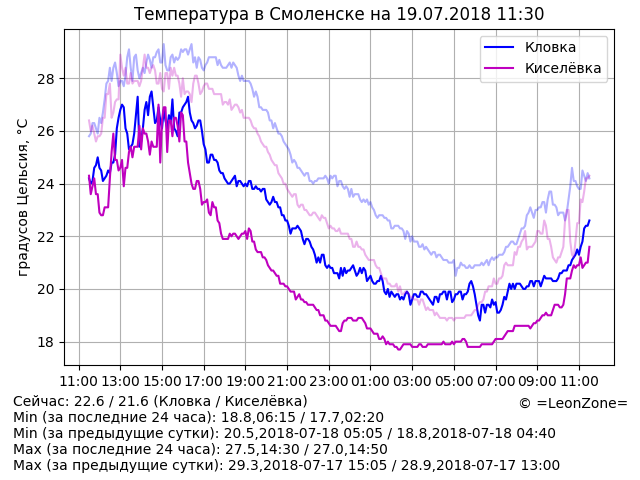 Температура в Смоленске на 19.07.2018 11:30
Кловка
Киселёвка
градусов Цельсия, °C
28
26
24
22
20
18
11:00 13:00 15:00 17:00 19:00 21:00 23:00 01:00 03:00 05:00 07:00 09:00 11:00
Сейчас: 22.6 / 21.6 (Кловка / Киселёвка)
© =LeonZone=
Min (за последние 24 часа): 18.8,06:15 / 17.7,02:20
Min (за предыдущие сутки): 20.5,2018-07-18 05:05 / 18.8,2018-07-18 04:40
Max (за последние 24 часа): 27.5,14:30 / 27.0,14:50
Max (за предыдущие сутки): 29.3,2018-07-17 15:05 / 28.9,2018-07-17 13:00